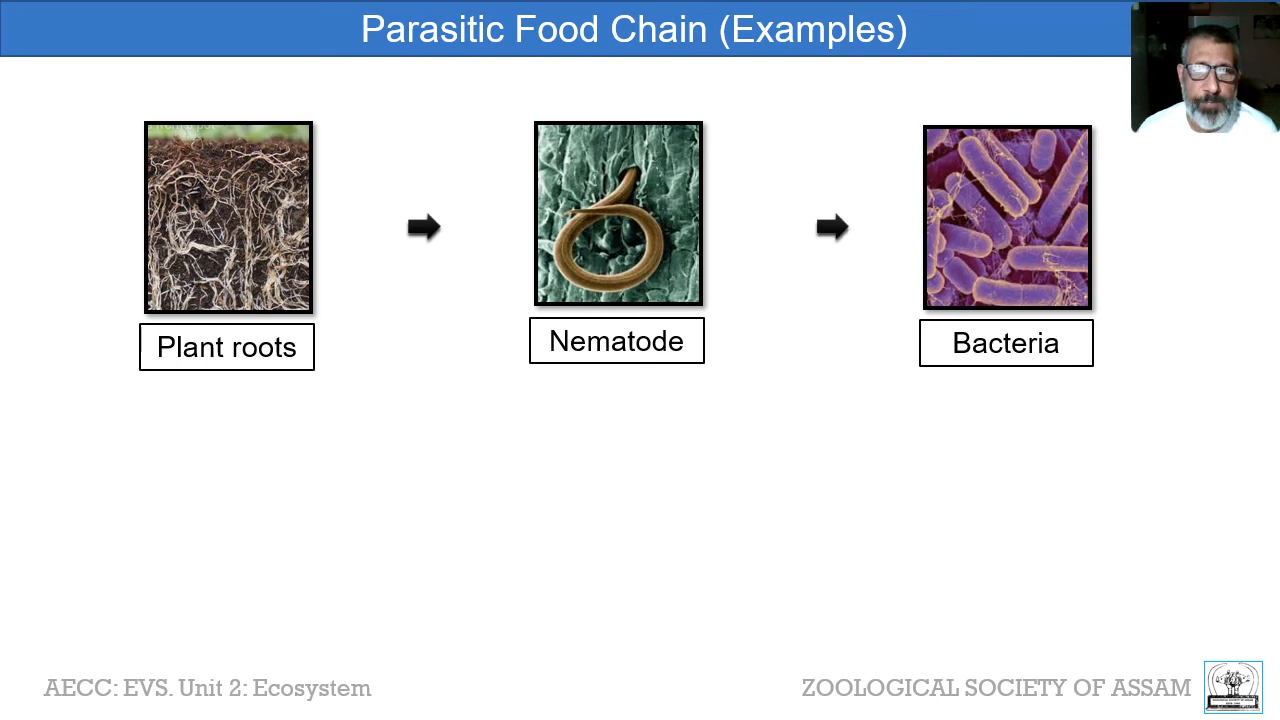 Parasitic Food Chain (Examples)
Plant roots
Nematode
Bacteria
AECC: EVS. Unit 2: Ecosystem
ZOOLOGICAL SOCIETY OF ASSAM